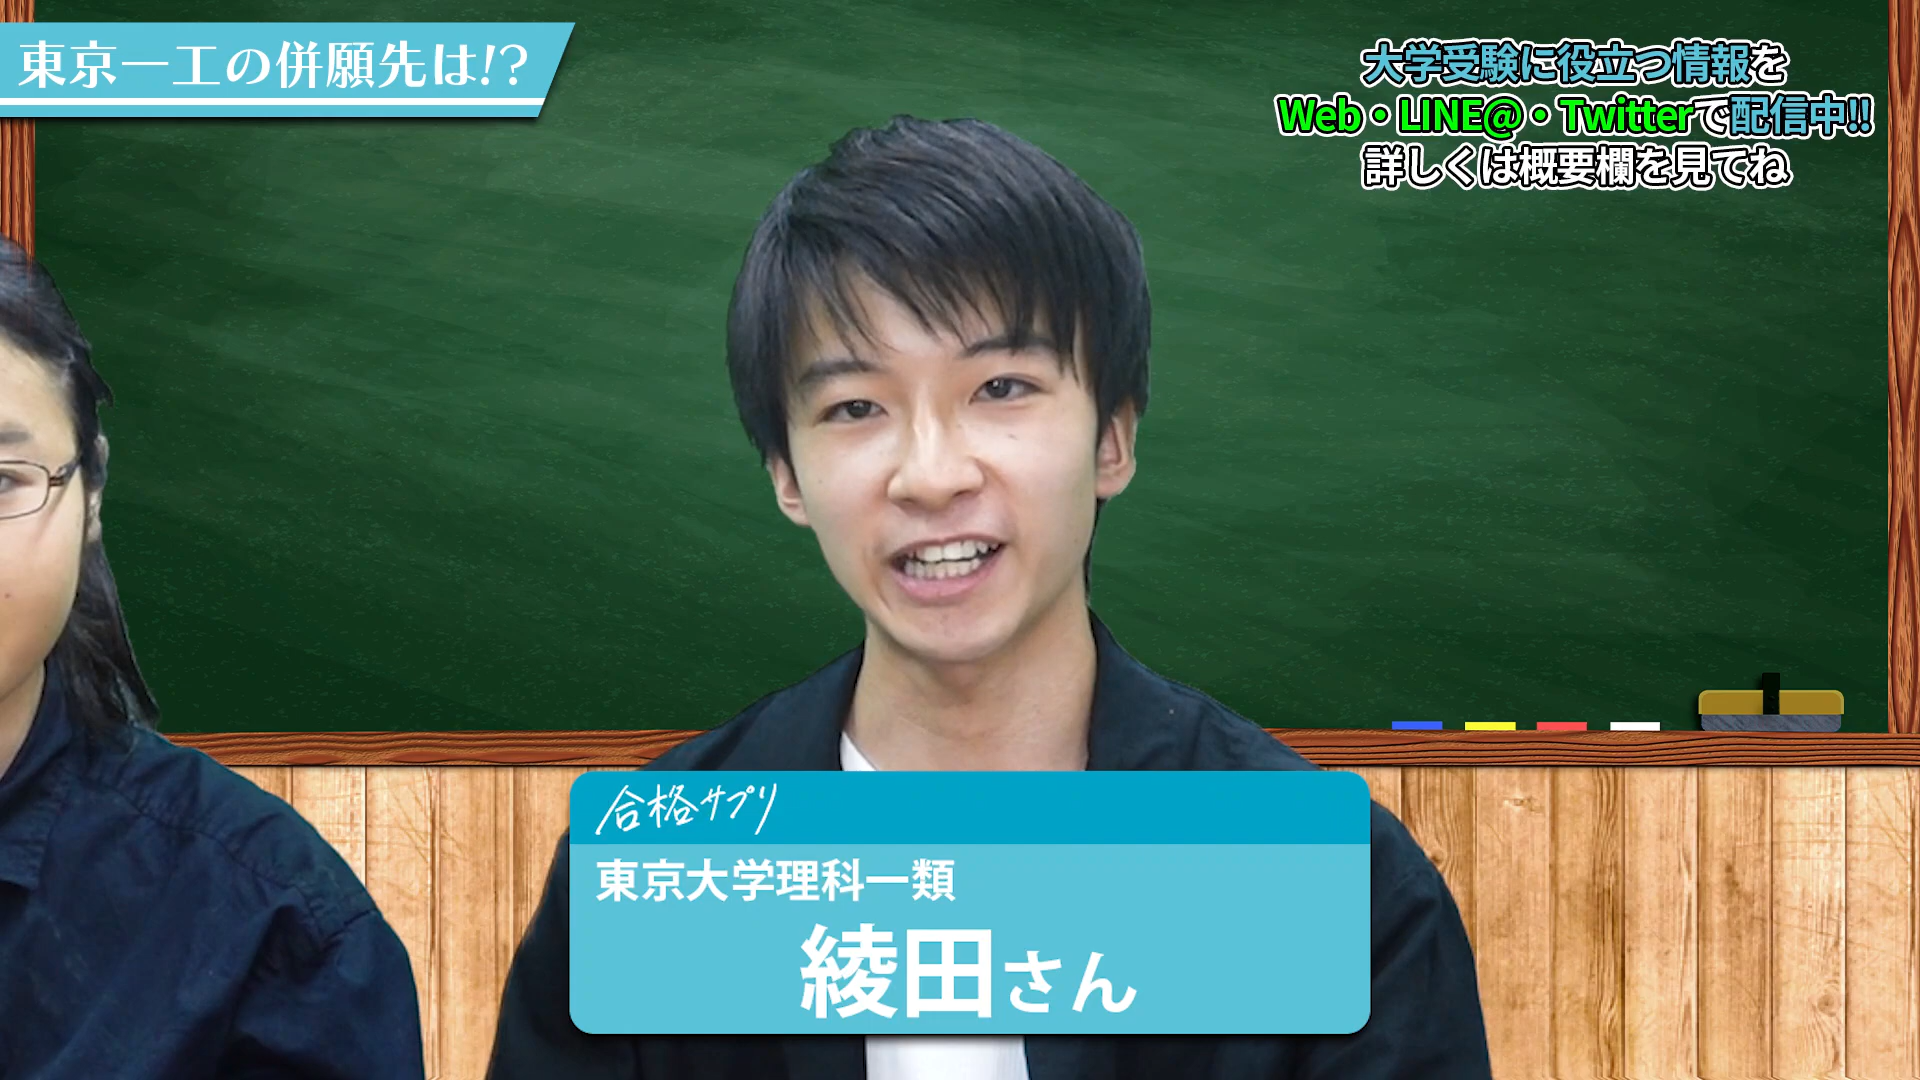 東京一工の併願先は!?
大学受験に役立つ情報を
Web・LINE@・Twitterで配信中!!
詳しくは概要欄を見てね
合格サプリ
東京大学理科一類
綾田さん